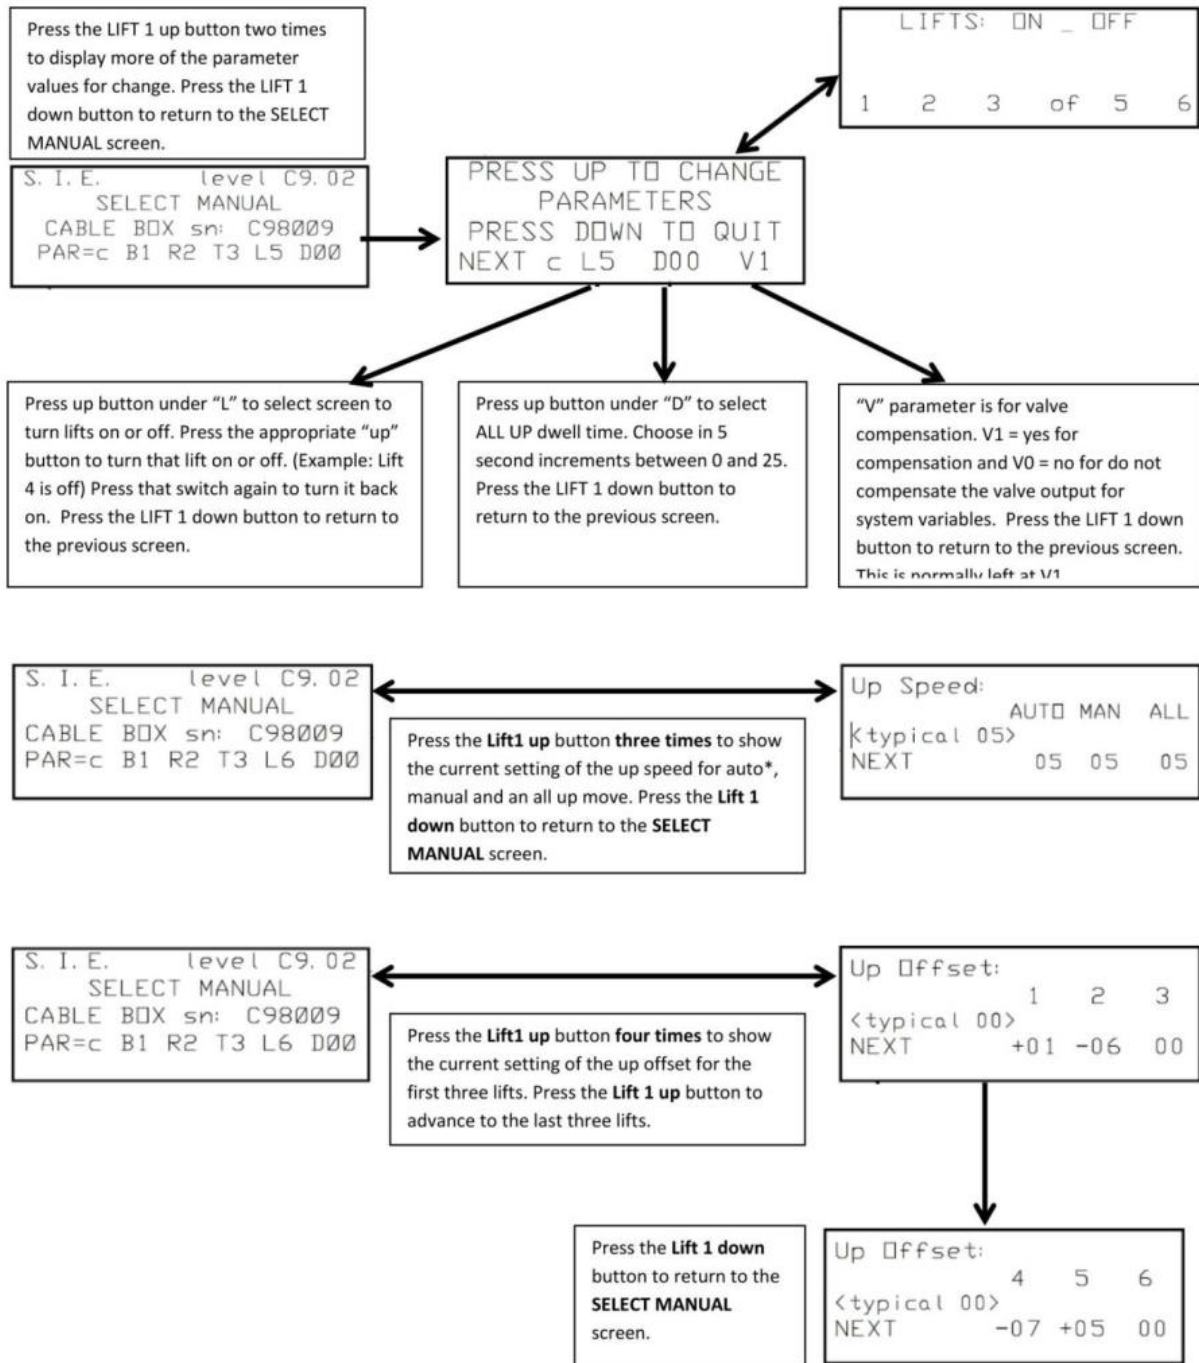 Press the LIFT 1 up button two times
to display more of the parameter
values for change. Press the LIFT 1
down button to return to the SELECT
MANUAL screen.
LIFTS: ON _ OFF
1 2 3 of 5 6
S. I. E. level C9.02
SELECT MANUAL
CABLE BOX sn: C98009
PAR=c B1 R2 T3 L5 D00
PRESS UP TO CHANGE
PARAMETERS
PRESS DOWN TO QUIT
NEXT c L5 D00 V1
Press up button under “L” to select screen to
turn lifts on or off. Press the appropriate “up”
button to turn that lift on or off. (Example: Lift
4 is off) Press that switch again to turn it back
on. Press the LIFT 1 down button to return to
the previous screen.
Press up button under “D” to select
ALL UP dwell time. Choose in 5
second increments between 0 and 25.
Press the LIFT 1 down button to
return to the previous screen.
“V” parameter is for valve
compensation. V1 = yes for
compensation and V0 = no for do not
compensate the valve output for
system variables. Press the LIFT 1 down
button to return to the previous screen.
This is normally left at V1
S. I. E. level C9.02
SELECT MANUAL
CABLE BOX sn: C98009
PAR=c B1 R2 T3 L6 D00
Press the Lift1 up button three times to show
the current setting of the up speed for auto*,
manual and an all up move. Press the Lift 1
down button to return to the SELECT
MANUAL screen.
Up Speed:
AUTO MAN ALL
<typical 05>
NEXT 05 05 05
S. I. E. level C9.02
SELECT MANUAL
CABLE BOX sn: C98009
PAR=c B1 R2 T3 L6 D00
Press the Lift1 up button four times to show
the current setting of the up offset for the
first three lifts. Press the Lift 1 up button to
advance to the last three lifts.
Up Offset:
1 2 3
<typical 00>
NEXT +01 -06 00
Press the Lift 1 down
button to return to the
SELECT MANUAL
screen.
Up Offset:
4 5 6
<typical 00>
NEXT -07 +05 00